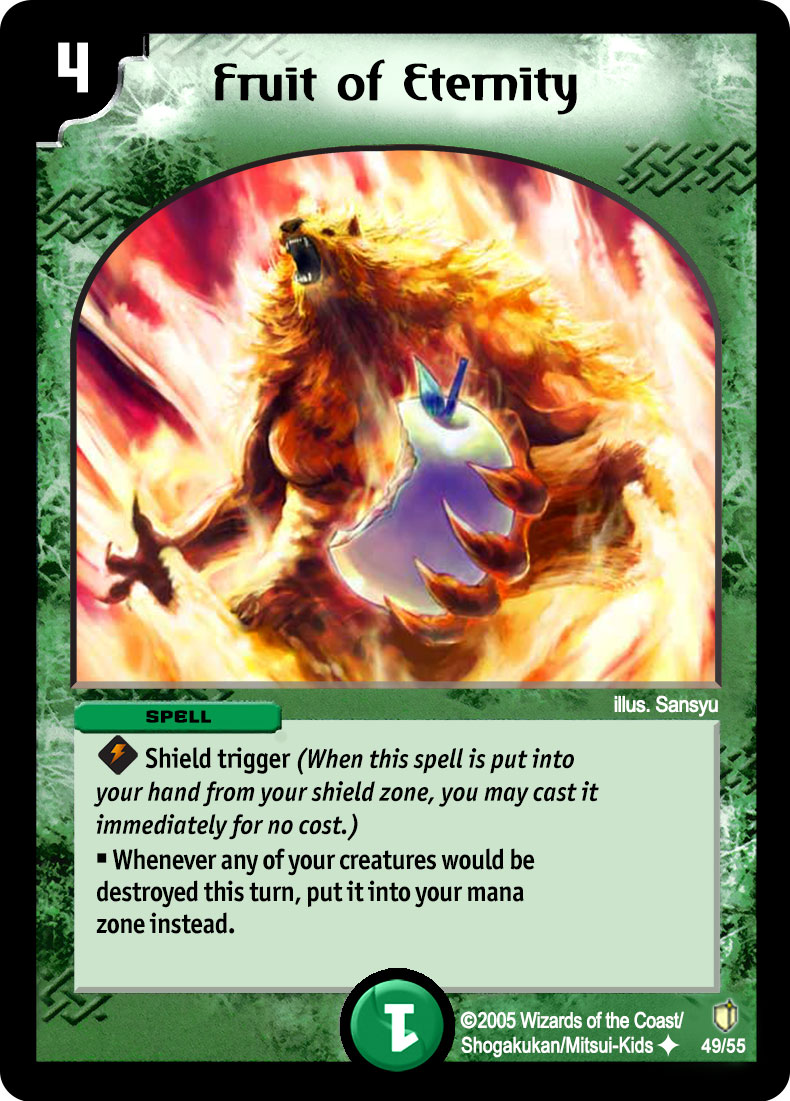 4
Fruit of Eternity
illus. Sansyu
SPELL
Shield trigger (When this spell is put into
your hand from your shield zone, you may cast it
immediately for no cost.)
▪ Whenever any of your creatures would be
destroyed this turn, put it into your mana
zone instead.
1
©2005 Wizards of the Coast/
Shogakukan/Mitsui-Kids ✦ 49/55